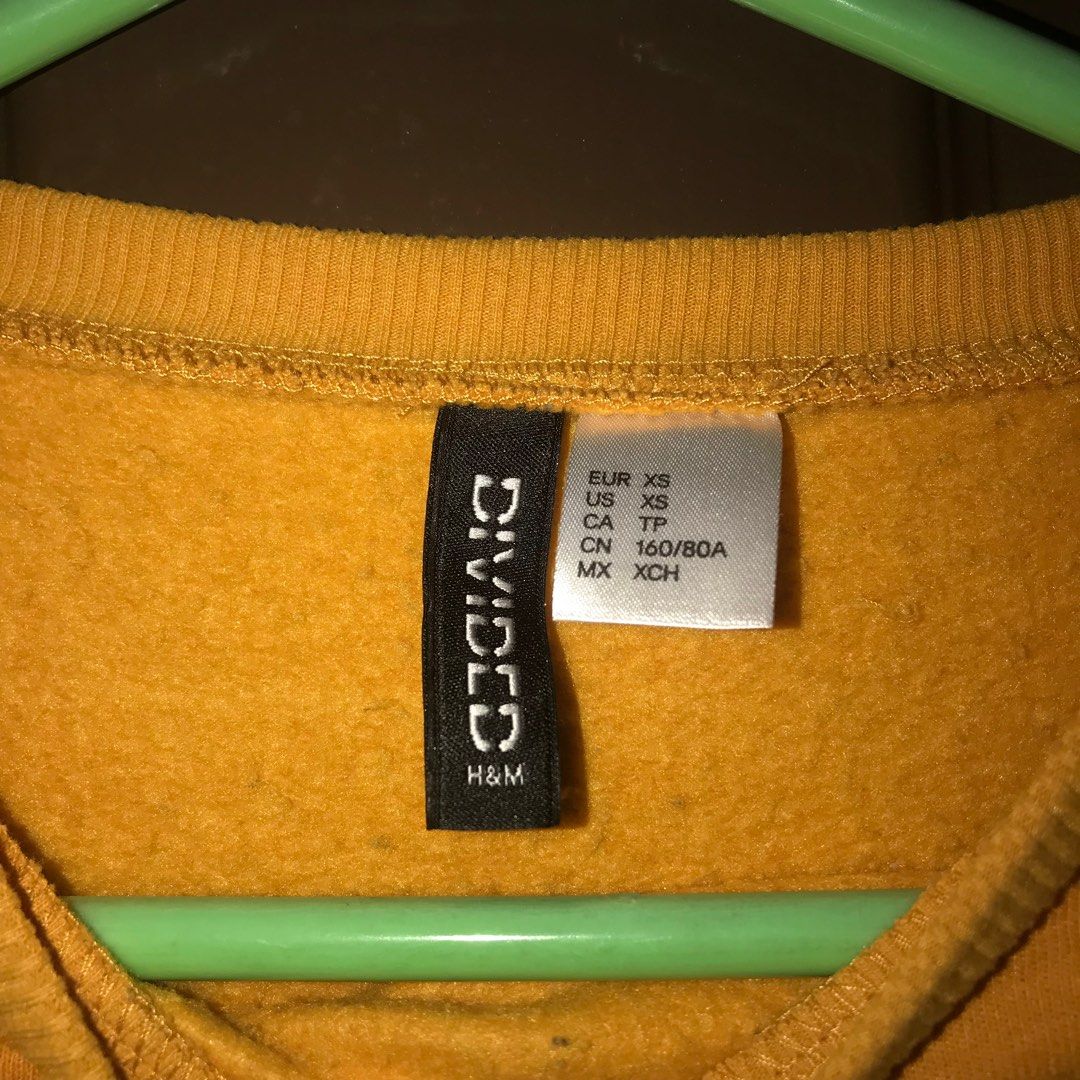 DIVIDED
H&M
EUR XS
US XS
CA TP
CN 160/80A
MX XCH